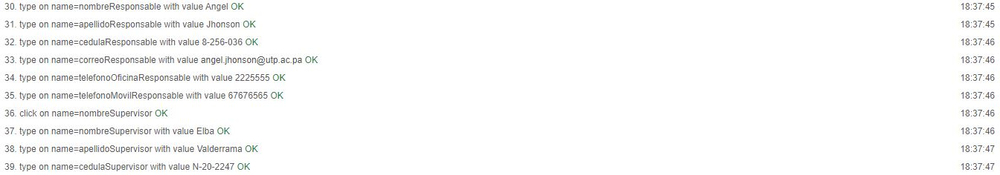 30. type on name=nombreResponsable with value Angel OK 18:37:45
31. type on name=apellidoResponsable with value Jhonson OK 18:37:45
32. type on name=cedulaResponsable with value 8-256-036 OK 18:37:46
33. type on name=correoResponsable with value angel.jhonson@utp.ac.pa OK 18:37:46
34. type on name=telefonoOficinaResponsable with value 2225555 OK 18:37:46
35. type on name=telefonoMovilResponsable with value 67676565 OK 18:37:46
36. click on name=nombreSupervisor OK 18:37:46
37. type on name=nombreSupervisor with value Elba OK 18:37:46
38. type on name=apellidoSupervisor with value Valderrama OK 18:37:47
39. type on name=cedulaSupervisor with value N-20-2247 OK 18:37:47